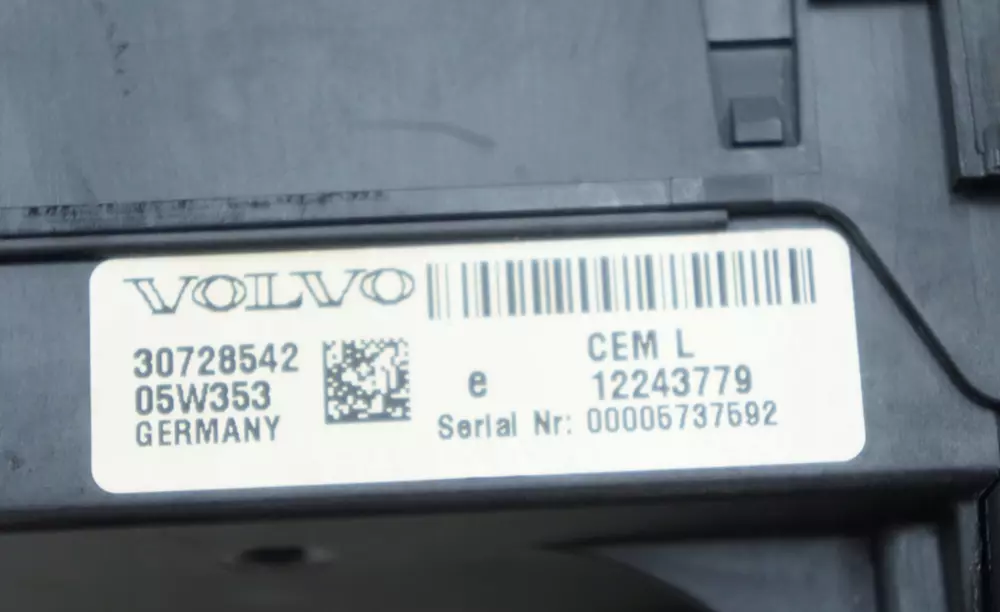 VOLVO
30728542
05W353
GERMANY
CEM L
e 12243779
Serial Nr: 00005737592